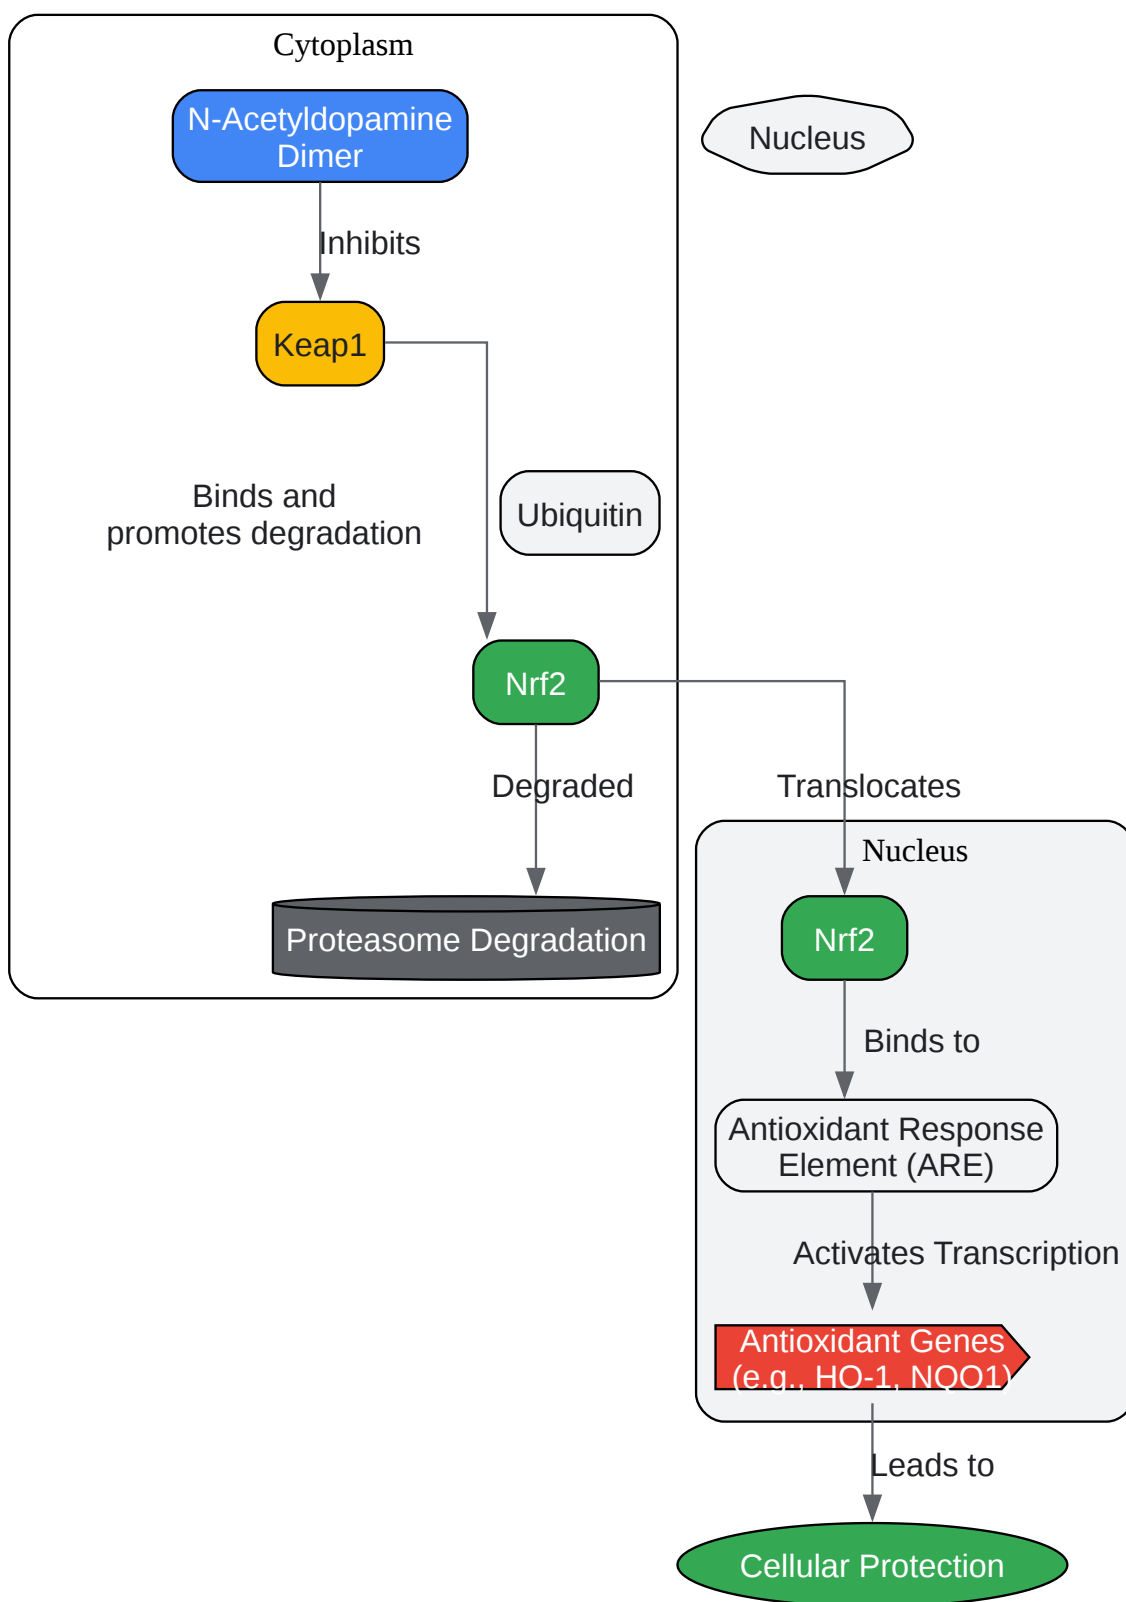 Cytoplasm
N-Acetyldopamine
Dimer
Nucleus
Inhibits
Keap1
Binds and
promotes degradation
Ubiquitin
Nrf2
Degraded
Translocates
Nucleus
Proteasome Degradation
Nrf2
Binds to
Antioxidant Response
Element (ARE)
Activates Transcription
Antioxidant Genes
(e.g., HO-1, NQO1)
Leads to
Cellular Protection